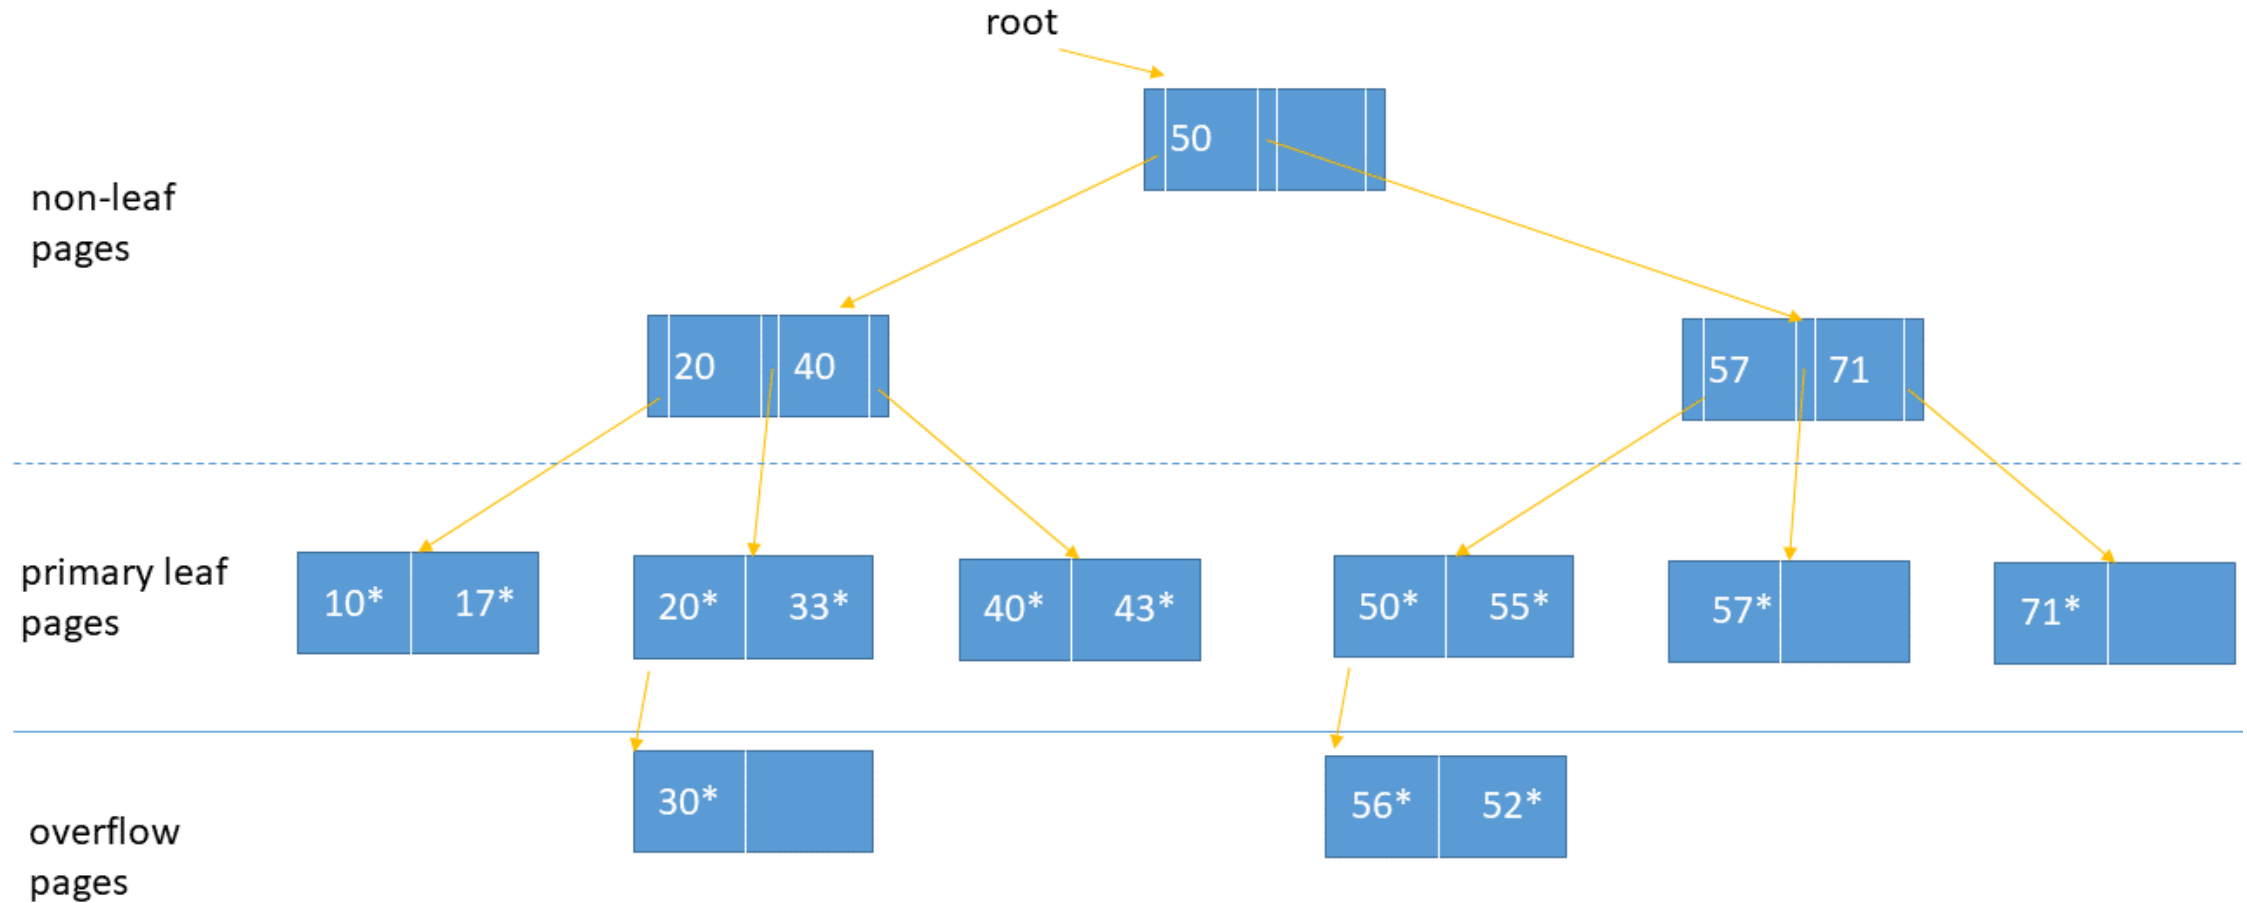 root
50
non-leaf
pages
20 40
57 71
primary leaf
pages
10* 17*
20* 33*
40* 43*
50* 55*
57*
71*
30*
56* 52*
overflow
pages